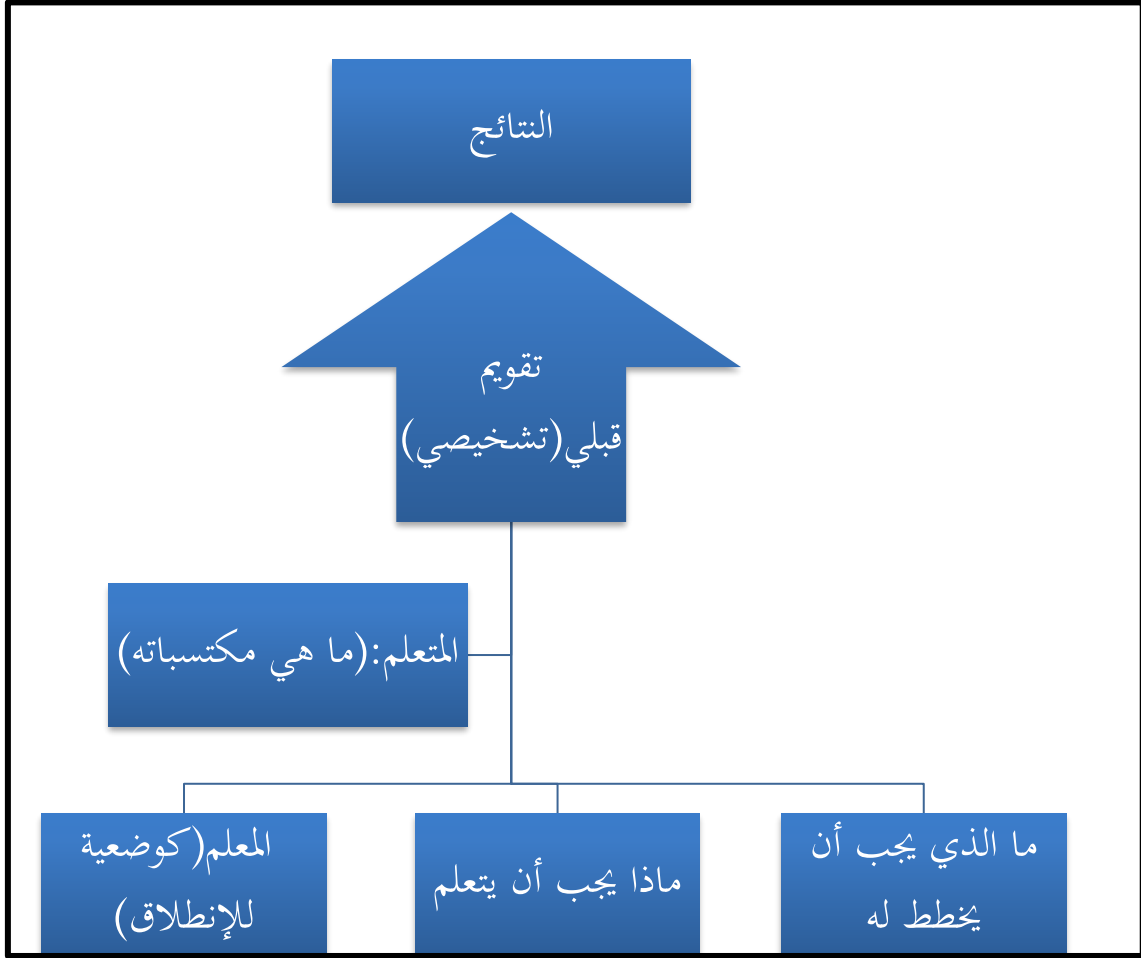 النتائج
تقويم
قبلي(تشخيصي)
المتعلم:(ما هي مكتسباته)
ما الذي يجب أن
يخطط له
ماذا يجب أن يتعلم
المعلم(كوضعية
للإنطلاق)